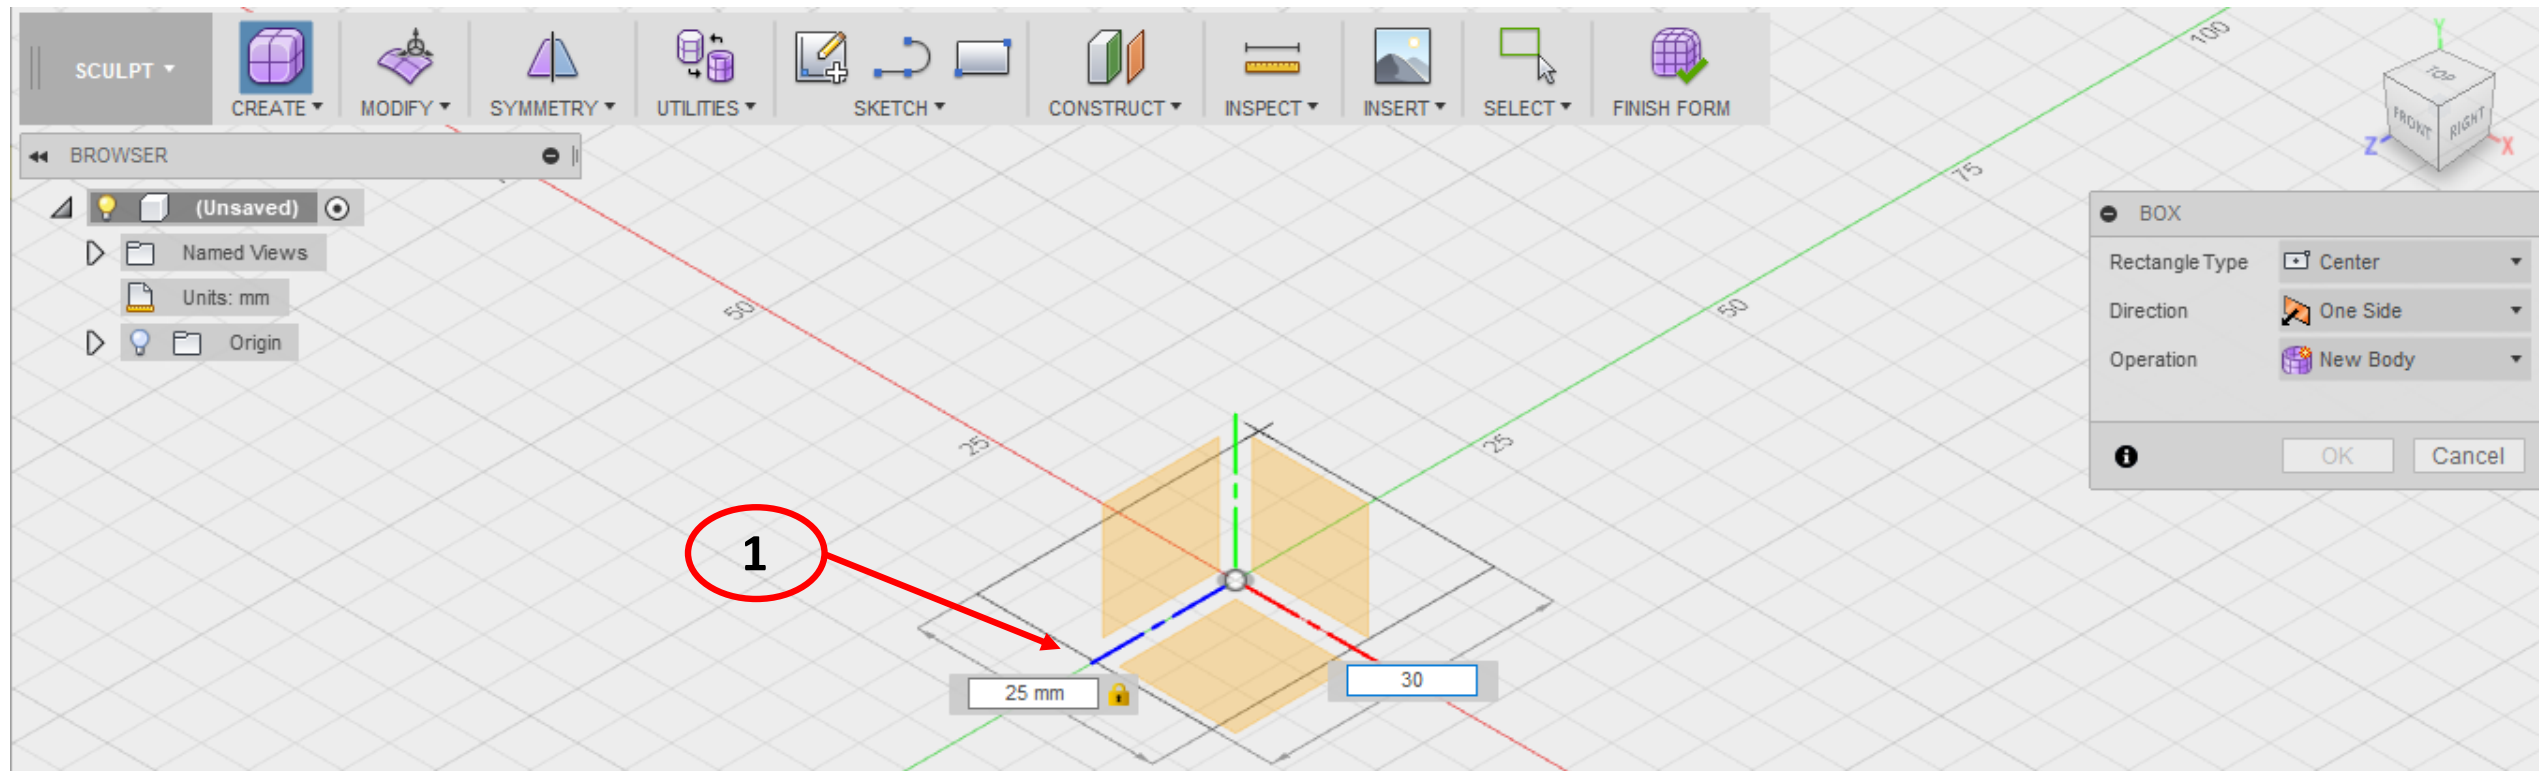 SCULPT
CREATE
MODIFY
SYMMETRY
UTILITIES
SKETCH
CONSTRUCT
INSPECT
INSERT
SELECT
FINISH FORM
BROWSER
(Unsaved)
Named Views
Units: mm
Origin
100
75
50
25
50
25
1
25 mm
30
Y
TOP
FRONT
RIGHT
Z
X
BOX
Rectangle Type
Center
Direction
One Side
Operation
New Body
OK
Cancel